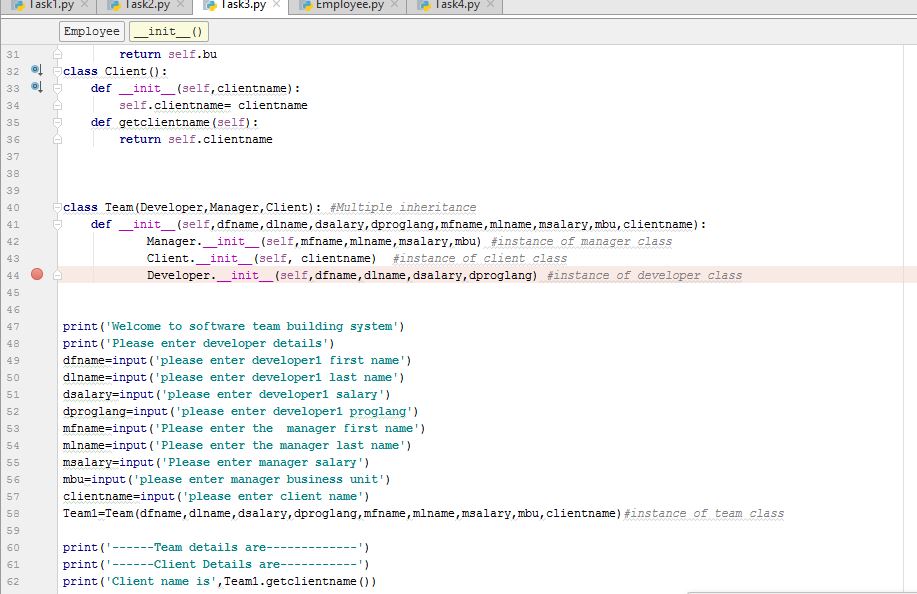 Task1.py Task2.py Task3.py Employee.py Task4.py
Employee __init__()
31 return self.bu
32 class Client():
33 def __init__(self,clientname):
34 self.clientname= clientname
35 def getclientname(self):
36 return self.clientname
37
38
39
40 class Team(Developer,Manager,Client): #Multiple inheritance
41 def __init__(self,dfname,dlname,dsalary,dproglang,mfname,mlname,msalary,mbu,clientname):
42 Manager.__init__(self,mfname,mlname,msalary,mbu) #instance of manager class
43 Client.__init__(self, clientname) #instance of client class
44 Developer.__init__(self,dfname,dlname,dsalary,dproglang) #instance of developer class
45
46
47 print('Welcome to software team building system')
48 print('Please enter developer details')
49 dfname=input('please enter developer1 first name')
50 dlname=input('please enter developer1 last name')
51 dsalary=input('please enter developer1 salary')
52 dproglang=input('please enter developer1 proglang')
53 mfname=input('Please enter the  manager first name')
54 mlname=input('Please enter the manager last name')
55 msalary=input('Please enter manager salary')
56 mbu=input('please enter manager business unit')
57 clientname=input('please enter client name')
58 Team1=Team(dfname,dlname,dsalary,dproglang,mfname,mlname,msalary,mbu,clientname)#instance of team class
59
60 print('------Team details are-------------')
61 print('------Client Details are-----------')
62 print('Client name is',Team1.getclientname())